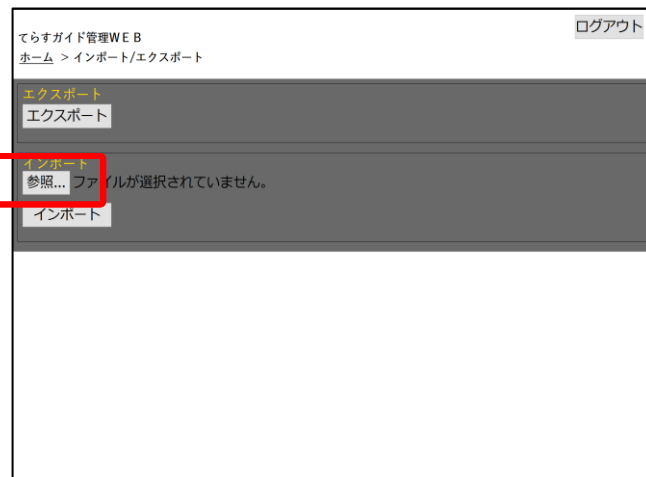 ログアウト
てらすガイド管理ＷＥＢ
ホーム ＞インポート/エクスポート
エクスポート
エクスポート
インポート
参照... ファイルが選択されていません。
インポート